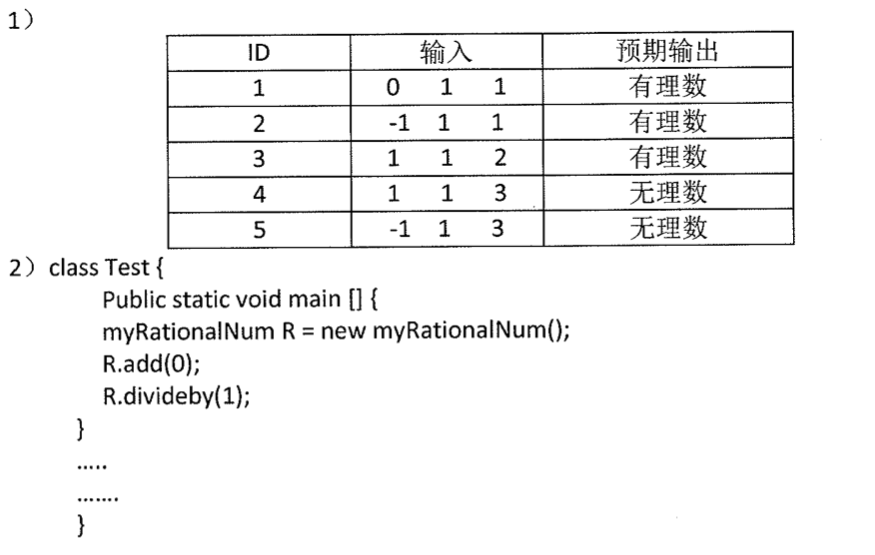 1）
ID 输入 预期输出
1 0 1 1 有理数
2 -1 1 1 有理数
3 1 1 2 有理数
4 1 1 3 无理数
5 -1 1 3 无理数
2）class Test {
Public static void main [] {
myRationalNum R = new myRationalNum();
R.add(0);
R.divideby(1);
}
.....
.......
}